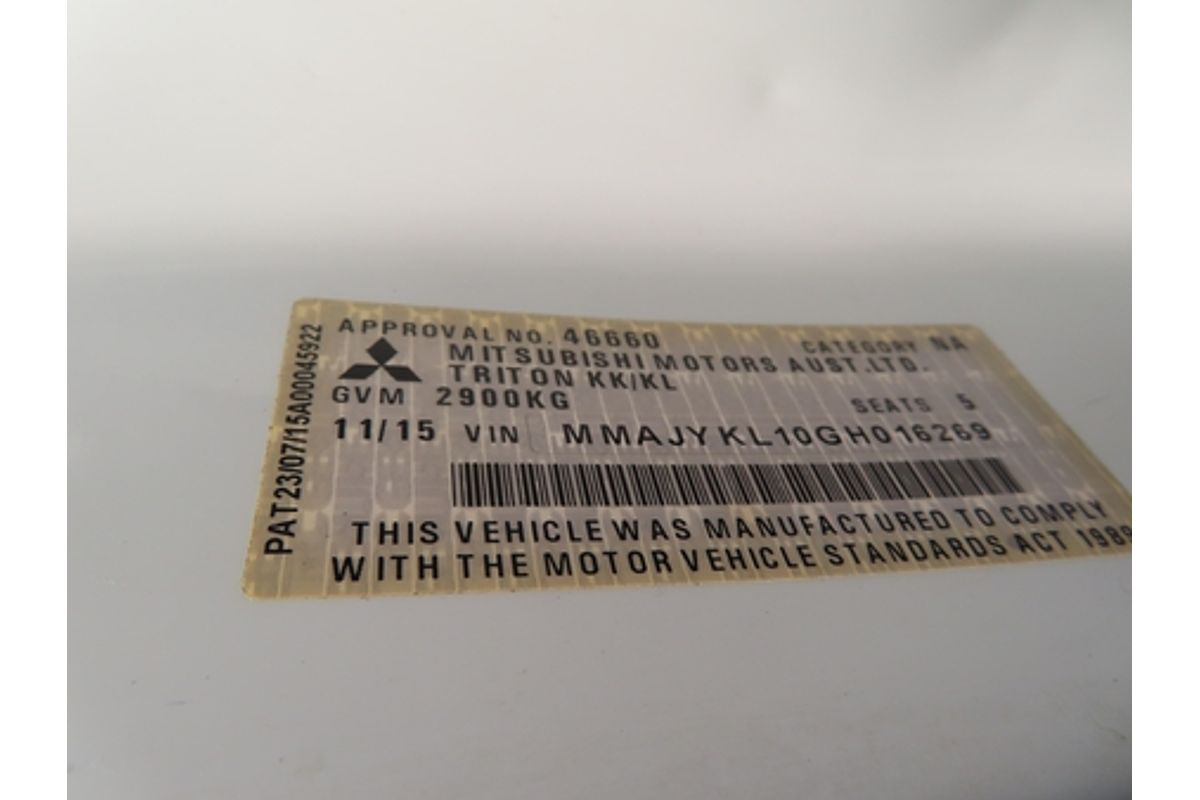 APPROVAL NO. 46660 CATEGORY NA
MITSUBISHI MOTORS AUST. LTD.
TRITON KK/KL
GVM 2900KG SEATS 5
11/15 VIN MMAJYKL10GH016269
THIS VEHICLE WAS MANUFACTURED TO COMPLY
WITH THE MOTOR VEHICLE STANDARDS ACT 1989
PAT23/07/15A00045922